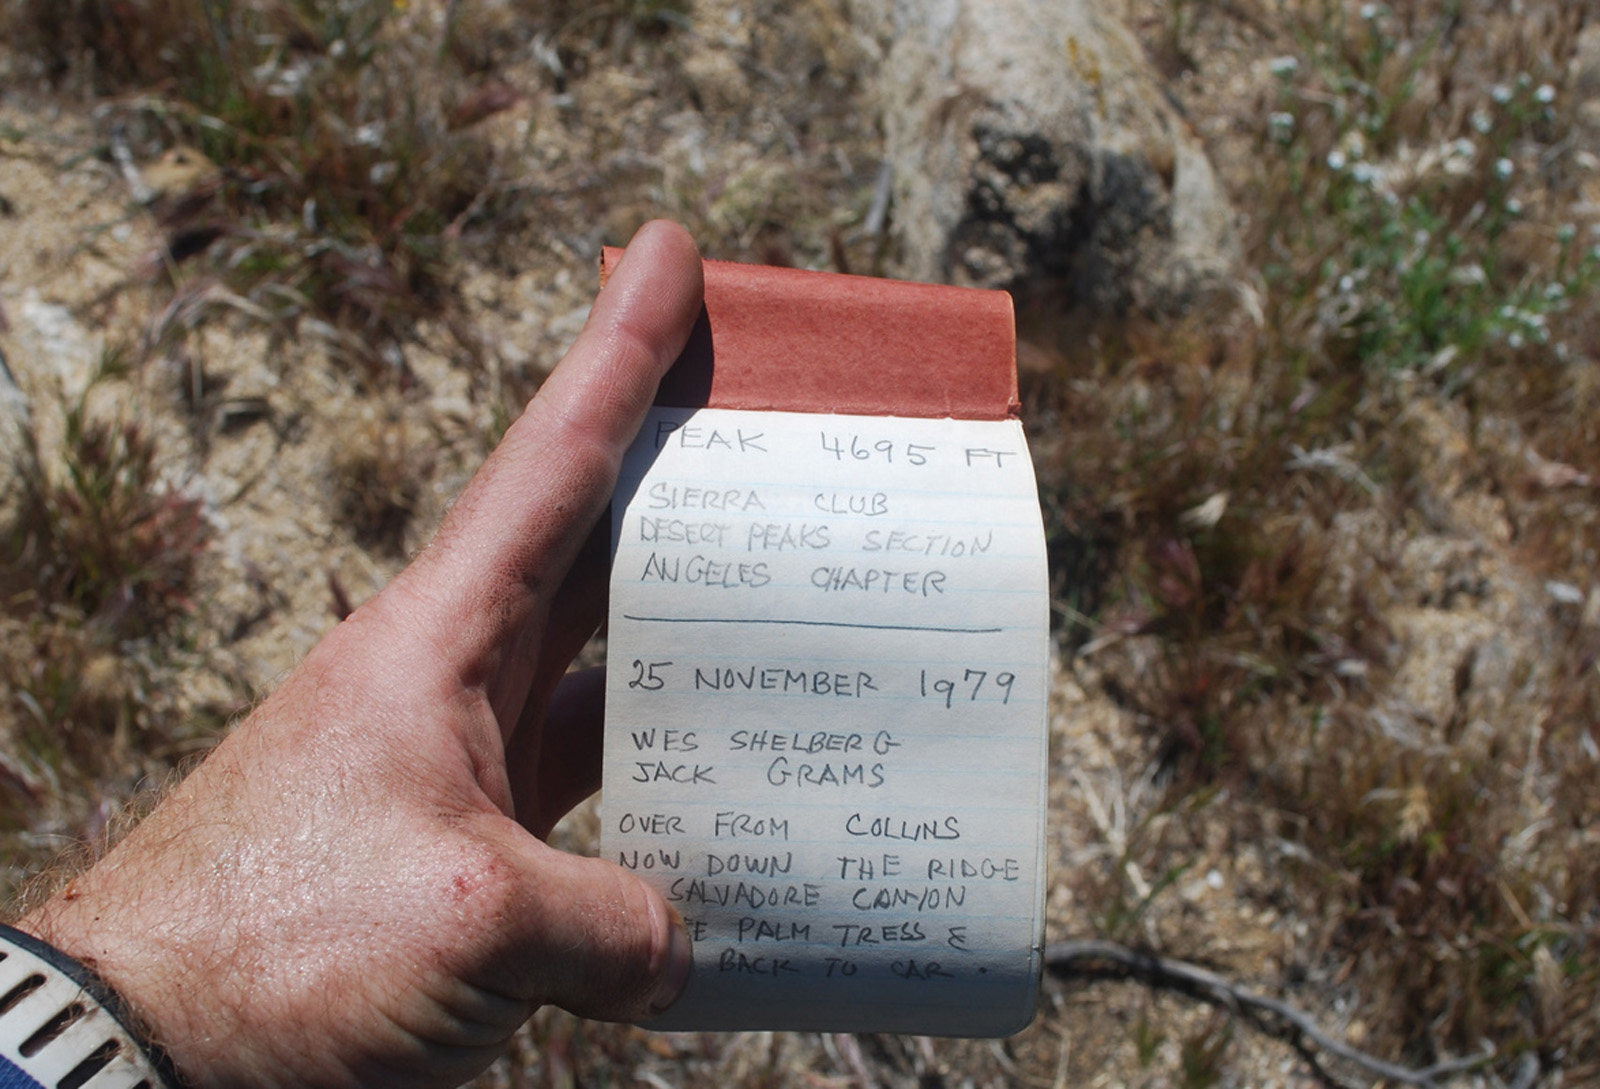 PEAK 4695 FT
SIERRA CLUB
DESERT PEAKS SECTION
ANGELES CHAPTER
25 NOVEMBER 1979
WES SHELBERG
JACK GRAMS
OVER FROM COLLINS
NOW DOWN THE RIDGE
SALVADORE CANYON
PALM TRESS &
BACK TO CAR.